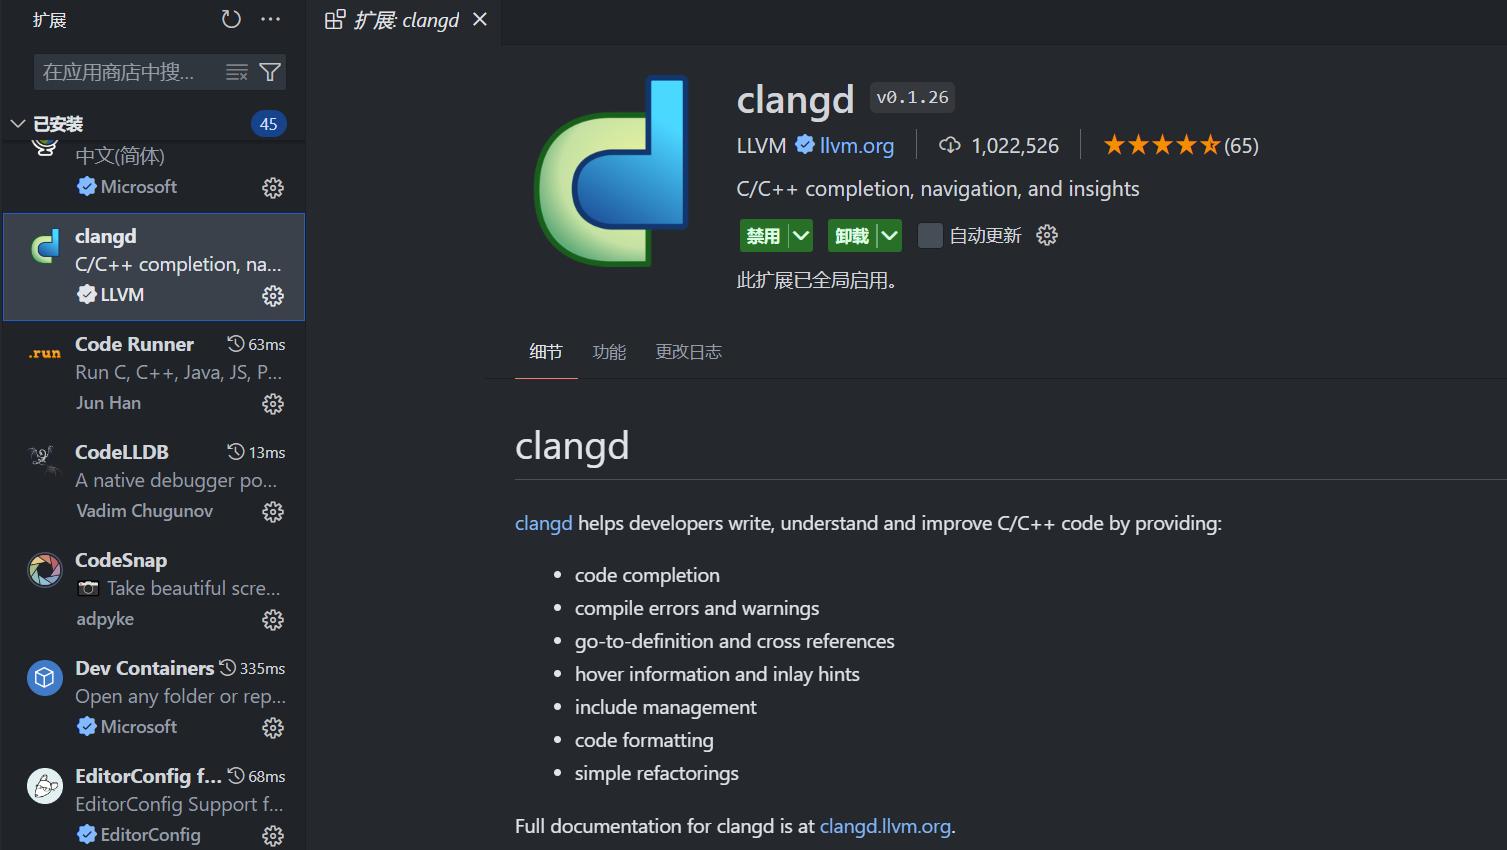 扩展
在应用商店中搜...
已安装
45
中文(简体)
Microsoft
clangd
C/C++ completion, na...
LLVM
Code Runner 63ms
Run C, C++, Java, JS, P...
Jun Han
CodeLLDB 13ms
A native debugger po...
Vadim Chugunov
CodeSnap
Take beautiful scre...
adpyke
Dev Containers 335ms
Open any folder or rep...
Microsoft
EditorConfig f... 68ms
EditorConfig Support f...
EditorConfig
扩展: clangd
clangd v0.1.26
LLVM llvm.org 1,022,526 (65)
C/C++ completion, navigation, and insights
禁用 卸载 自动更新
此扩展已全局启用。
细节 功能 更改日志
clangd
clangd helps developers write, understand and improve C/C++ code by providing:
• code completion
• compile errors and warnings
• go-to-definition and cross references
• hover information and inlay hints
• include management
• code formatting
• simple refactorings
Full documentation for clangd is at clangd.llvm.org.
.run